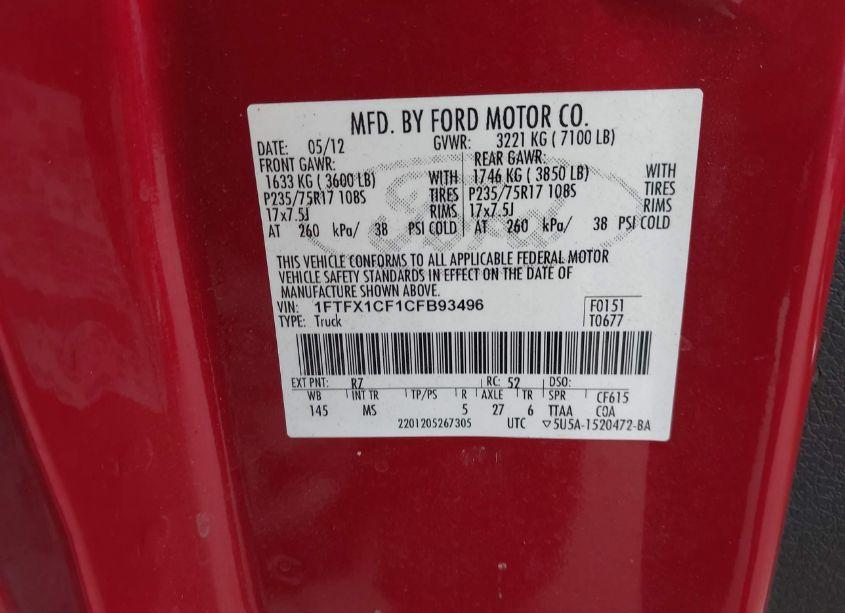 MFD. BY FORD MOTOR CO.
DATE: 05/12 GVWR: 3221 KG ( 7100 LB)
FRONT GAWR: REAR GAWR:
1633 KG ( 3600 LB) WITH 1746 KG ( 3850 LB) WITH
P235/75R17 108S TIRES P235/75R17 108S TIRES
17x7.5J RIMS 17x7.5J RIMS
AT 260 kPa/ 38 PSI COLD AT 260 kPa/ 38 PSI COLD
THIS VEHICLE CONFORMS TO ALL APPLICABLE FEDERAL MOTOR
VEHICLE SAFETY STANDARDS IN EFFECT ON THE DATE OF
MANUFACTURE SHOWN ABOVE.
VIN: 1FTFX1CF1CFB93496 F0151
TYPE: Truck T0677
EXT PNT: R7 RC: 52 DSO:
WB INT TR TP/PS R AXLE TR SPR CF615
145 MS 5 27 6 TTAA COA
2201205267305 UTC ▽5U5A-1520472-BA
Ford